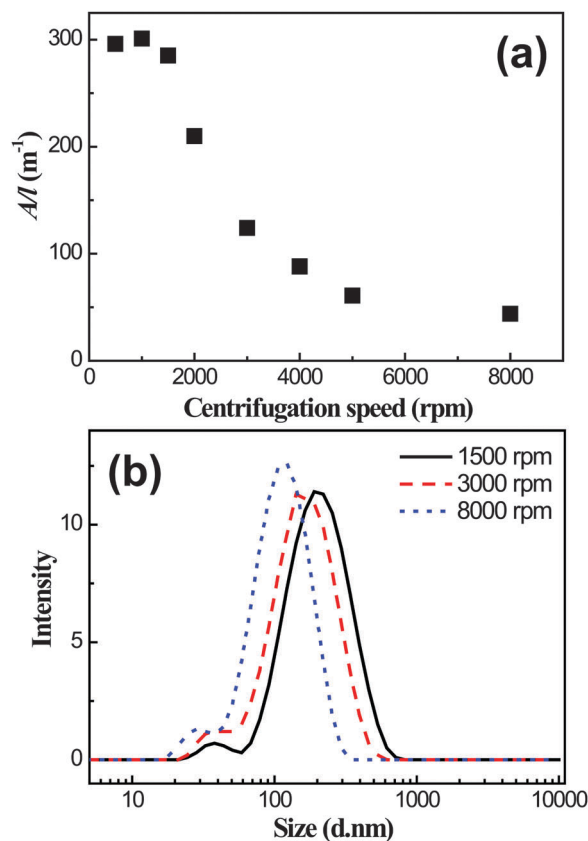 (a)
A/l (m⁻¹)
300
200
100
0
0 2000 4000 6000 8000
Centrifugation speed (rpm)
(b)
1500 rpm
3000 rpm
8000 rpm
Intensity
10
5
0
10 100 1000 10000
Size (d.nm)